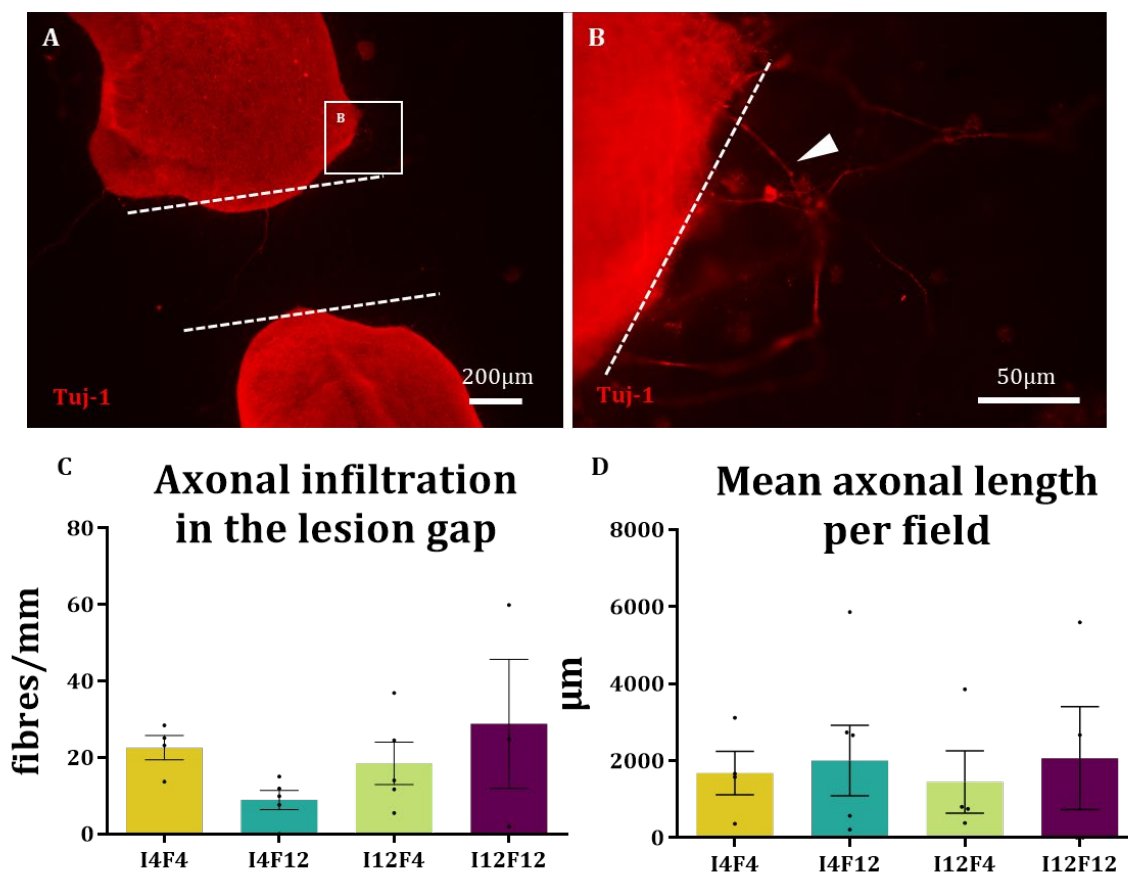 A
B
Tuj-1
200µm
B
Tuj-1
50µm
C
Axonal infiltration
in the lesion gap
fibres/mm
80
60
40
20
0
I4F4
I4F12
I12F4
I12F12
D
Mean axonal length
per field
µm
8000
6000
4000
2000
0
I4F4
I4F12
I12F4
I12F12